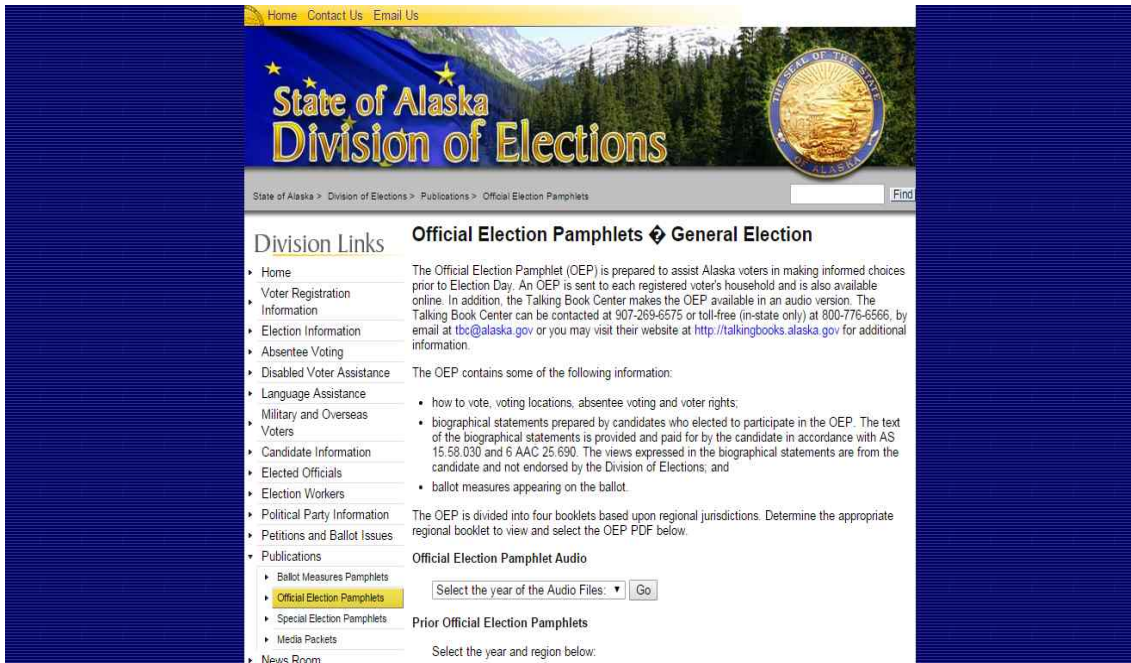 Home Contact Us Email Us
State of Alaska
Division of Elections
THE SEAL OF THE STATE OF ALASKA
State of Alaska > Division of Elections > Publications > Official Election Pamphlets
Find
Division Links
Home
Voter Registration
Information
Election Information
Absentee Voting
Disabled Voter Assistance
Language Assistance
Military and Overseas
Voters
Candidate Information
Elected Officials
Election Workers
Political Party Information
Petitions and Ballot Issues
Publications
Ballot Measures Pamphlets
Official Election Pamphlets
Special Election Pamphlets
Media Packets
News Room
Official Election Pamphlets � General Election
The Official Election Pamphlet (OEP) is prepared to assist Alaska voters in making informed choices
prior to Election Day. An OEP is sent to each registered voter's household and is also available
online. In addition, the Talking Book Center makes the OEP available in an audio version. The
Talking Book Center can be contacted at 907-269-6575 or toll-free (in-state only) at 800-776-6566, by
email at tbc@alaska.gov or you may visit their website at http://talkingbooks.alaska.gov for additional
information.
The OEP contains some of the following information:
• how to vote, voting locations, absentee voting and voter rights;
• biographical statements prepared by candidates who elected to participate in the OEP. The text
of the biographical statements is provided and paid for by the candidate in accordance with AS
15.58.030 and 6 AAC 25.690. The views expressed in the biographical statements are from the
candidate and not endorsed by the Division of Elections; and
• ballot measures appearing on the ballot.
The OEP is divided into four booklets based upon regional jurisdictions. Determine the appropriate
regional booklet to view and select the OEP PDF below.
Official Election Pamphlet Audio
Select the year of the Audio Files: ▼ Go
Prior Official Election Pamphlets
Select the year and region below: